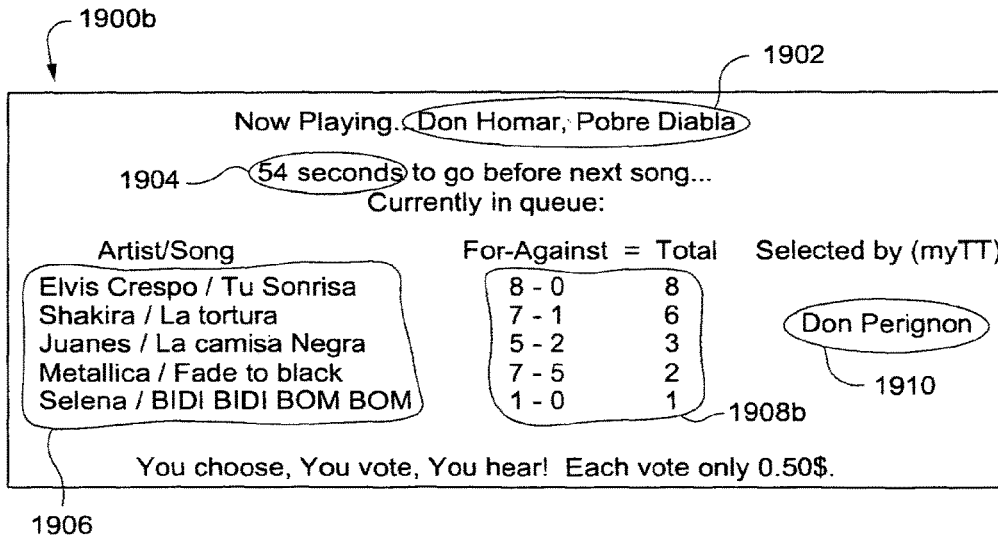 1900b
1902
Now Playing... Don Homar, Pobre Diabla
1904
54 seconds to go before next song...
Currently in queue:
Artist/Song For-Against = Total Selected by (myTT)
Elvis Crespo / Tu Sonrisa 8 - 0 8
Shakira / La tortura 7 - 1 6
Juanes / La camisa Negra 5 - 2 3 Don Perignon
Metallica / Fade to black 7 - 5 2 1910
Selena / BIDI BIDI BOM BOM 1 - 0 1 1908b
You choose, You vote, You hear! Each vote only 0.50$.
1906